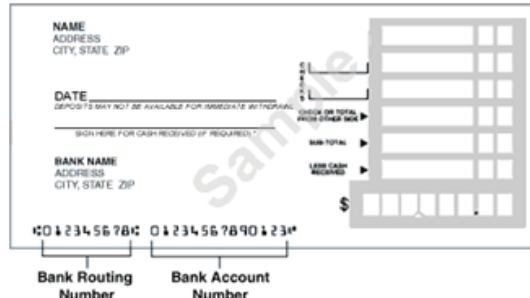 NAME
ADDRESS
CITY, STATE ZIP
DATE
DEPOSITS MAY NOT BE AVAILABLE FOR IMMEDIATE WITHDRAWAL
SIGN HERE FOR CASH RECEIVED (IF REQUIRED) *
BANK NAME
ADDRESS
CITY, STATE ZIP
CHECK OR TOTAL
FROM OTHER SIDE
SUB-TOTAL
LESS CASH
RECEIVED
$
Sample
⑆012345678⑆ 01234567890123⑈
Bank Routing
Number
Bank Account
Number